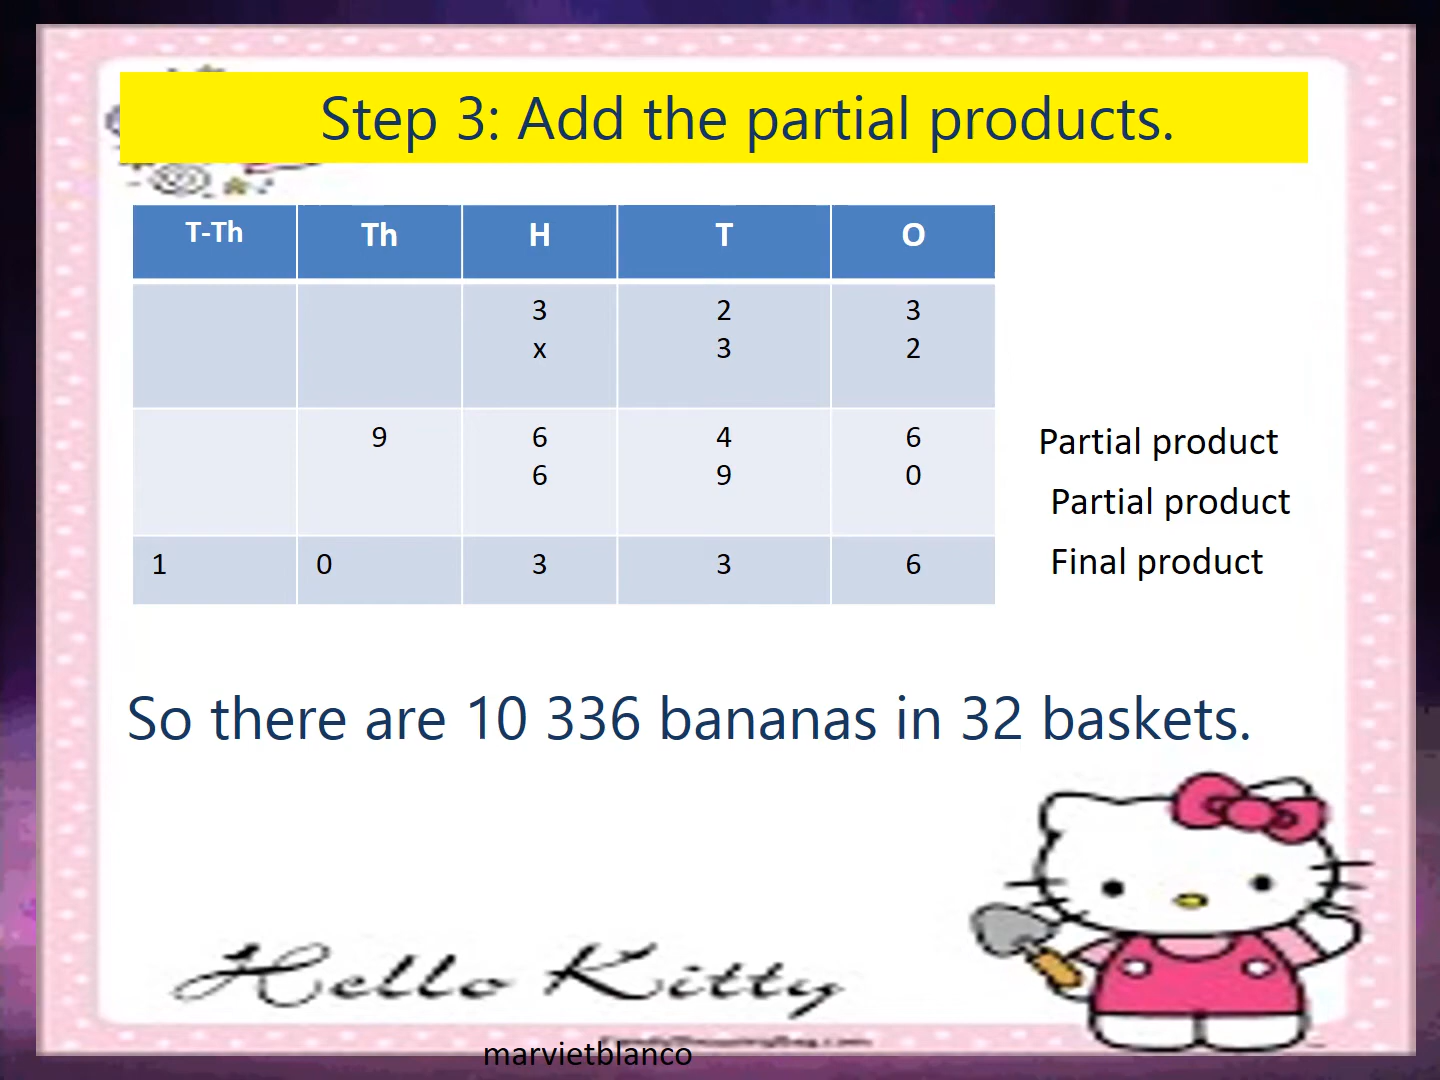 Step 3: Add the partial products.
T-Th Th H T O
3 2 3
x 3 2
9 6 4 6 Partial product
6 9 0
Partial product
1 0 3 3 6 Final product
So there are 10 336 bananas in 32 baskets.
Hello Kitty
marvietblanco